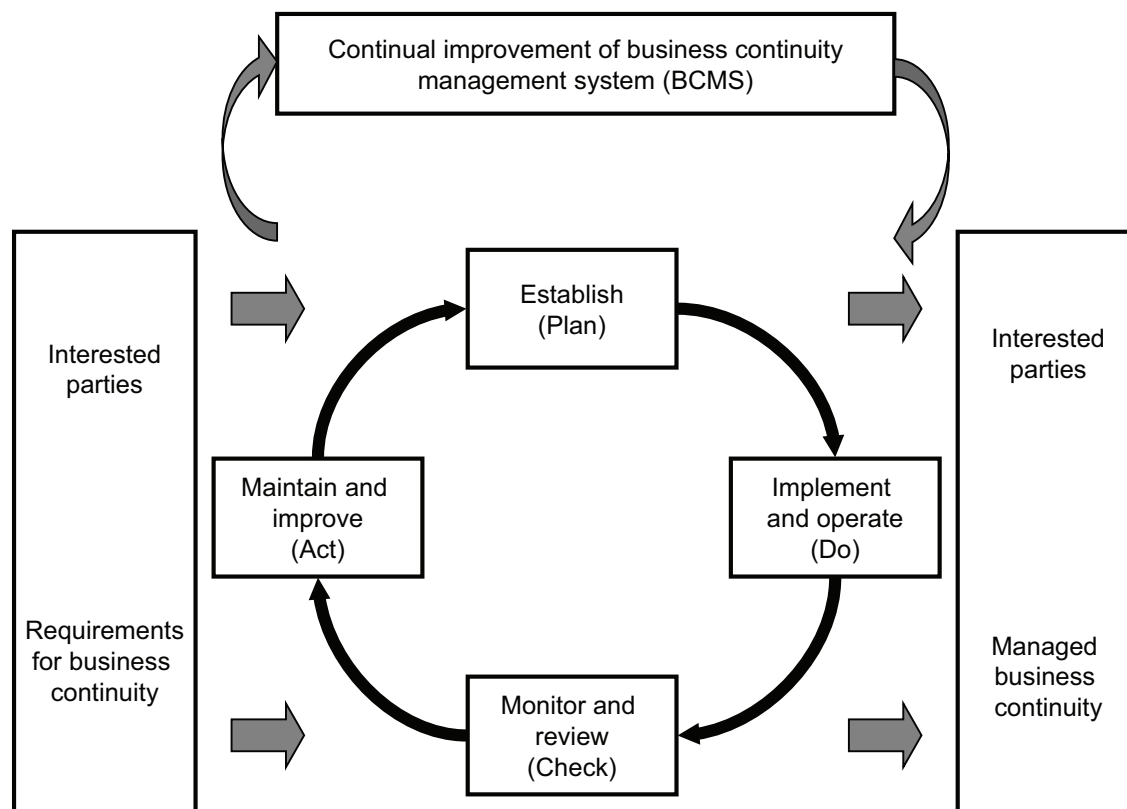 Continual improvement of business continuity
management system (BCMS)
Establish
(Plan)
Interested
parties
Interested
parties
Maintain and
improve
(Act)
Implement
and operate
(Do)
Requirements
for business
continuity
Managed
business
continuity
Monitor and
review
(Check)